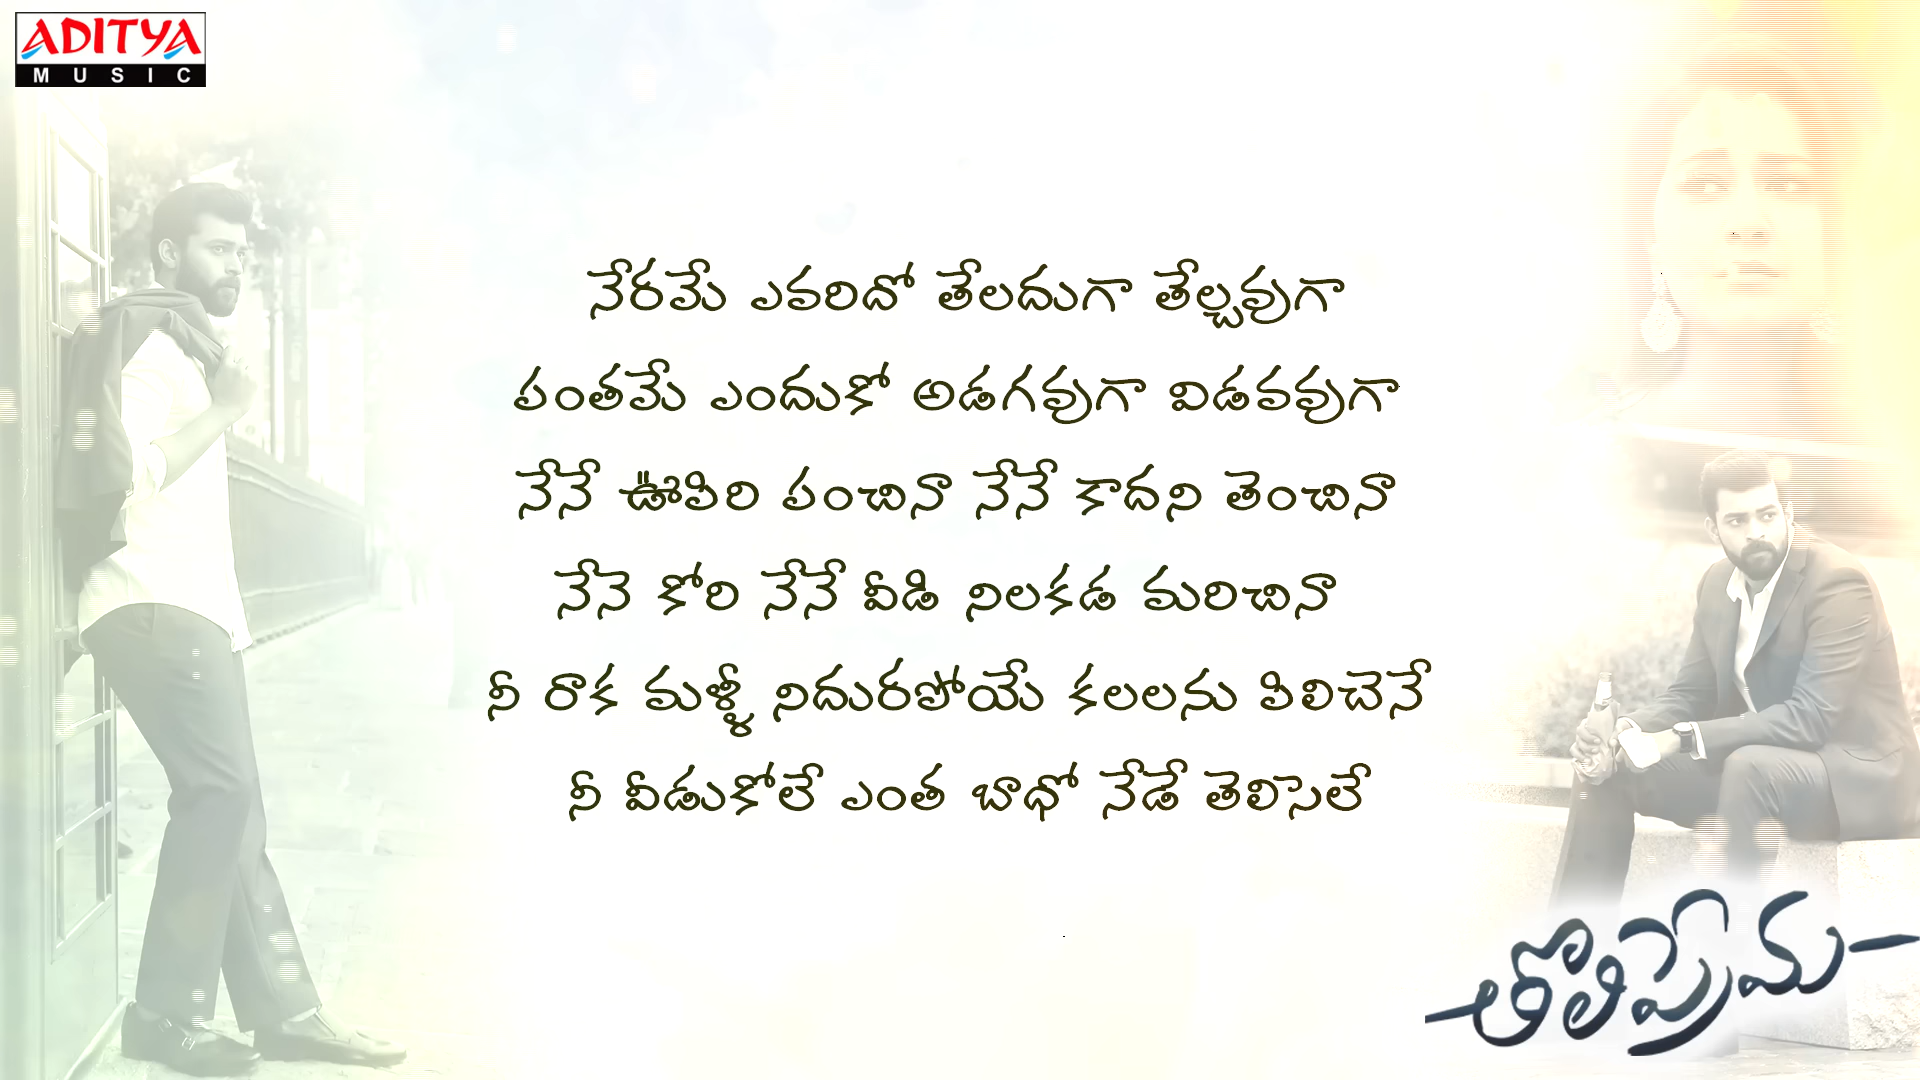 ADITYA
MUSIC
నేరమే ఎవరిదో తేలదుగా తేల్చవుగా
పంతమే ఎందుకో అడగవుగా విడవవుగా
నేనే ఊపిరి పంచినా నేనే కాదని తెంచినా
నేనె కోరి నేనే వీడి నిలకడ మరిచినా
నీ రాక మళ్ళీ నిదురపోయే కలలను పిలిచెనే
నీ వీడుకోలే ఎంత బాధో నేడే తెలిసెలే
తొలిప్రేమ